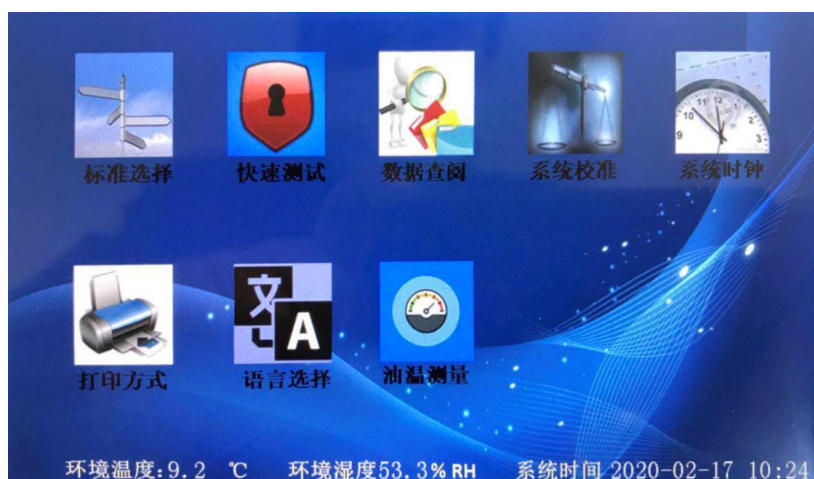 标准选择 快速测试 数据查阅 系统校准 系统时钟
文
A
打印方式 语言选择 油温测量
环境温度:9.2 ℃ 环境湿度53.3%RH 系统时间 2020-02-17 10:24